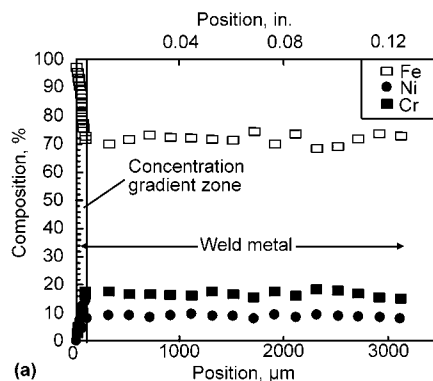 Position, in.
0.04 0.08 0.12
Composition, %
100
90
80
70
60
50
40
30
20
10
0
Fe
Ni
Cr
Concentration
gradient zone
Weld metal
0 1000 2000 3000
(a)
Position, µm